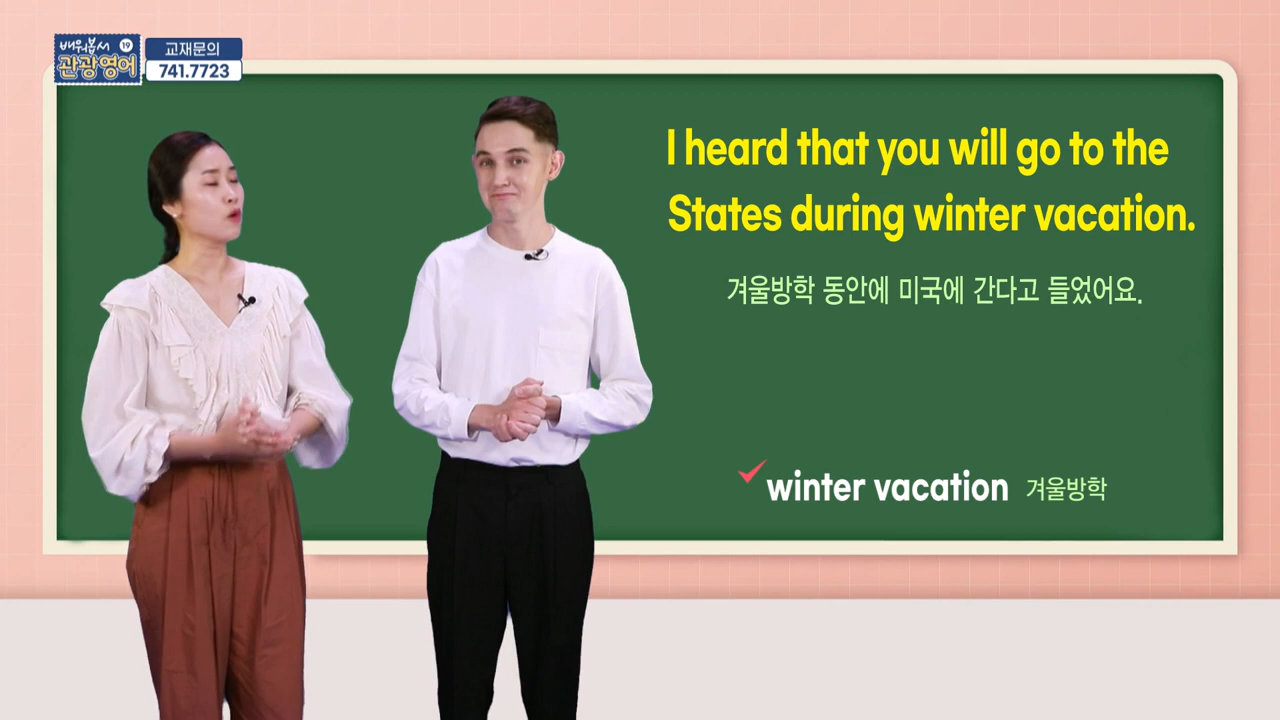 배워봅서 19
관광영어
교재문의
741.7723
I heard that you will go to the
States during winter vacation.
겨울방학 동안에 미국에 간다고 들었어요.
winter vacation 겨울방학